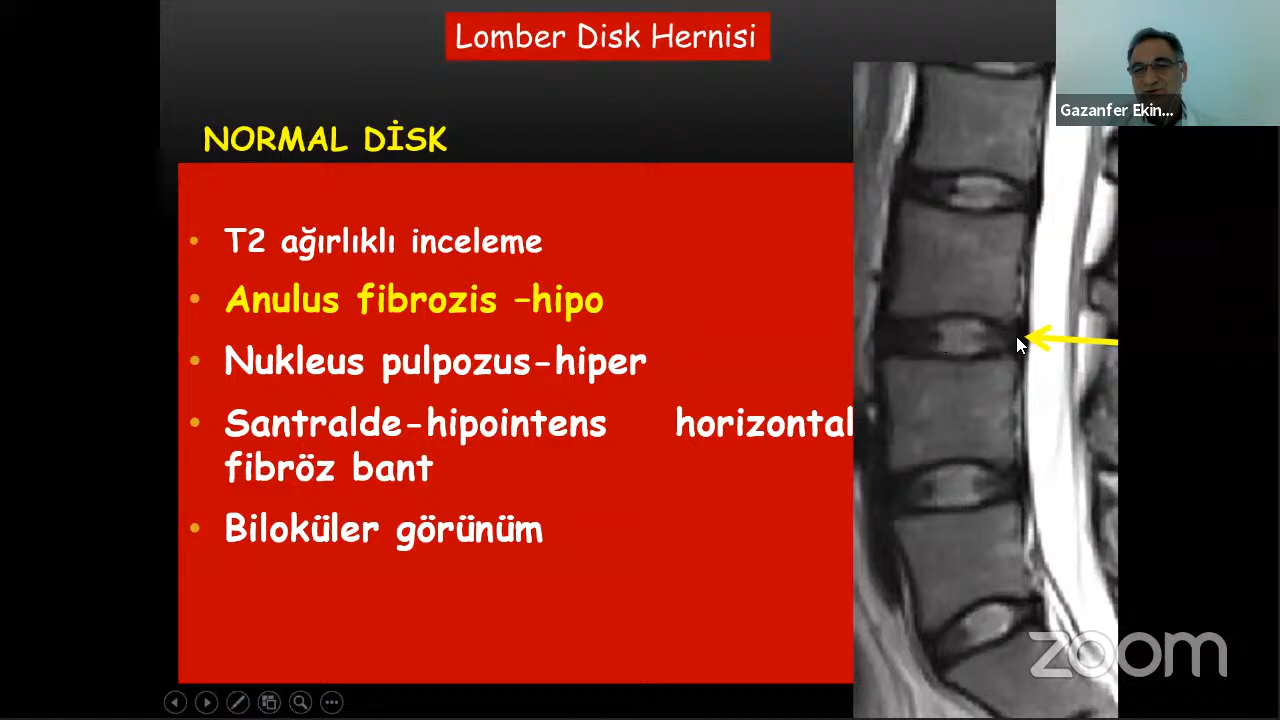 Lomber Disk Hernisi
Gazanfer Ekin...
NORMAL DİSK
• T2 ağırlıklı inceleme
• Anulus fibrozis –hipo
• Nukleus pulpozus-hiper
• Santralde-hipointens horizontal
fibröz bant
• Biloküler görünüm
zoom